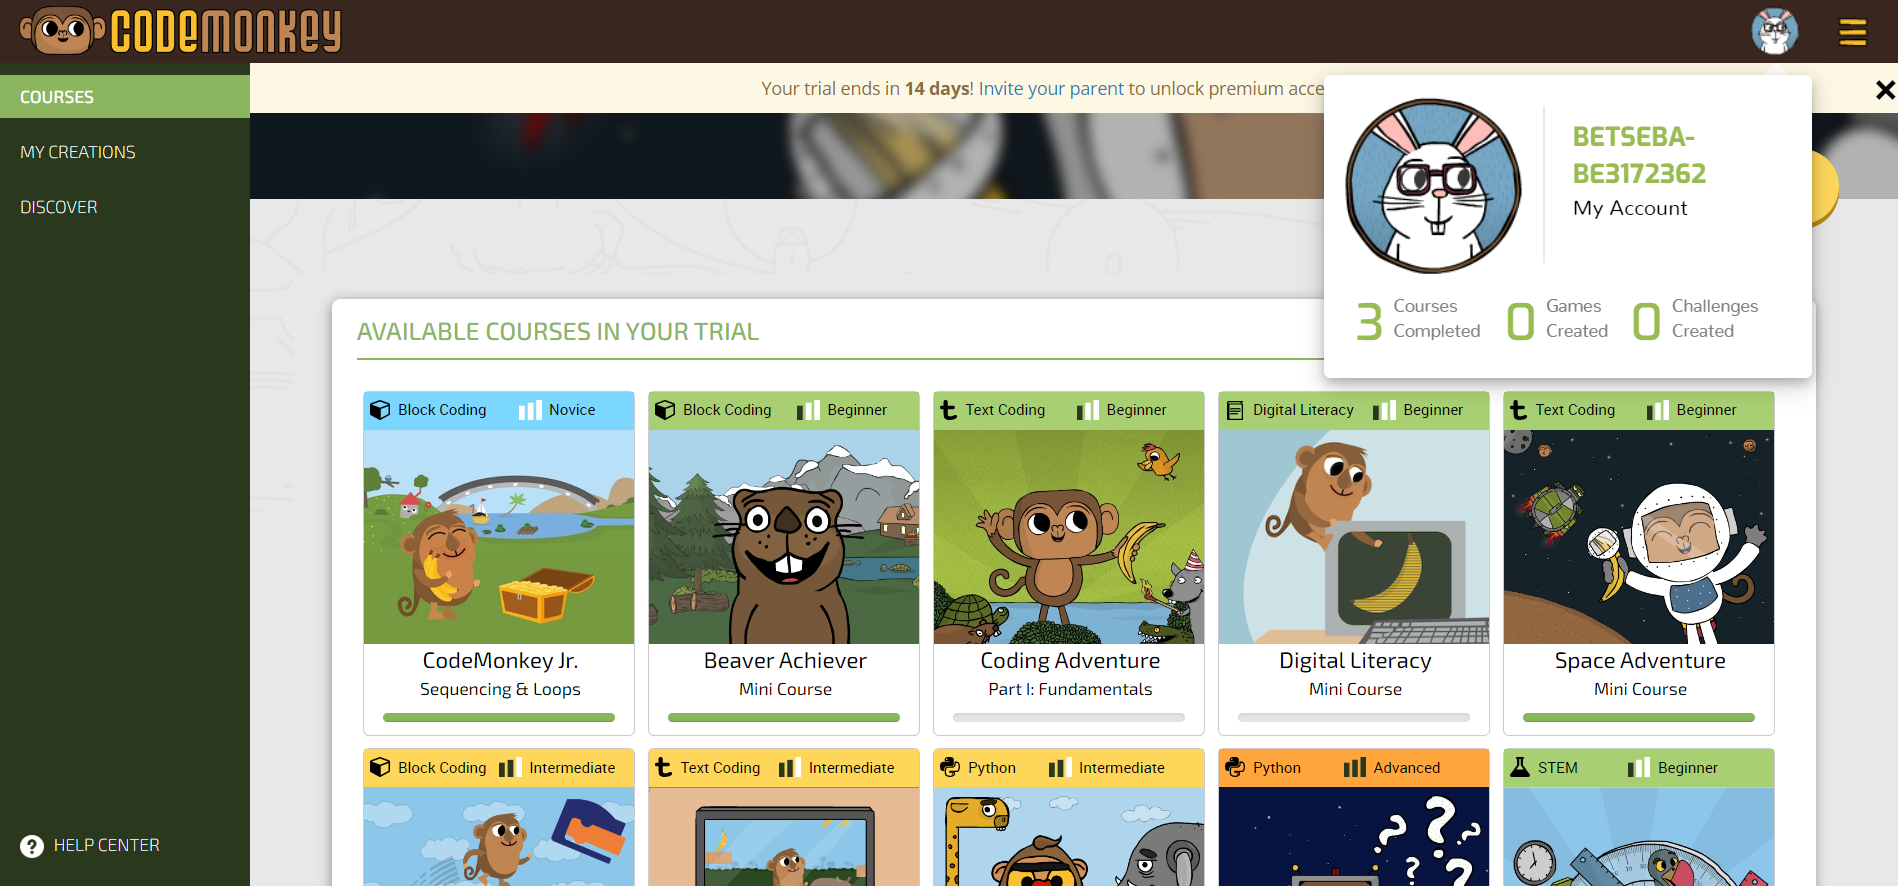 CODEMONKEY
COURSES
MY CREATIONS
DISCOVER
HELP CENTER
Your trial ends in 14 days! Invite your parent to unlock premium acce
BETSEBA-
BE3172362
My Account
3 Courses Completed
0 Games Created
0 Challenges Created
AVAILABLE COURSES IN YOUR TRIAL
Block Coding Novice
CodeMonkey Jr.
Sequencing & Loops
Block Coding Beginner
Beaver Achiever
Mini Course
Text Coding Beginner
Coding Adventure
Part I: Fundamentals
Digital Literacy Beginner
Digital Literacy
Mini Course
Text Coding Beginner
Space Adventure
Mini Course
Block Coding Intermediate
Text Coding Intermediate
Python Intermediate
Python Advanced
STEM Beginner